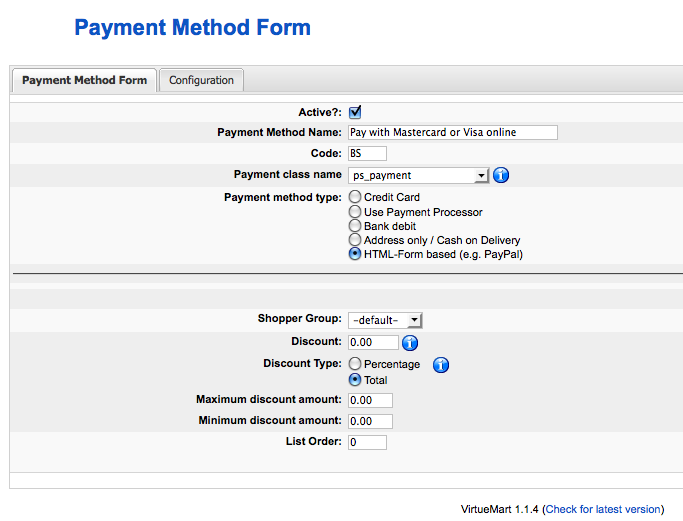 Payment Method Form
Payment Method Form Configuration
Active?:
Payment Method Name: Pay with Mastercard or Visa online
Code: BS
Payment class name ps_payment
Payment method type: Credit Card
Use Payment Processor
Bank debit
Address only / Cash on Delivery
HTML-Form based (e.g. PayPal)
Shopper Group: -default-
Discount: 0.00
Discount Type: Percentage
Total
Maximum discount amount: 0.00
Minimum discount amount: 0.00
List Order: 0
VirtueMart 1.1.4 (Check for latest version)